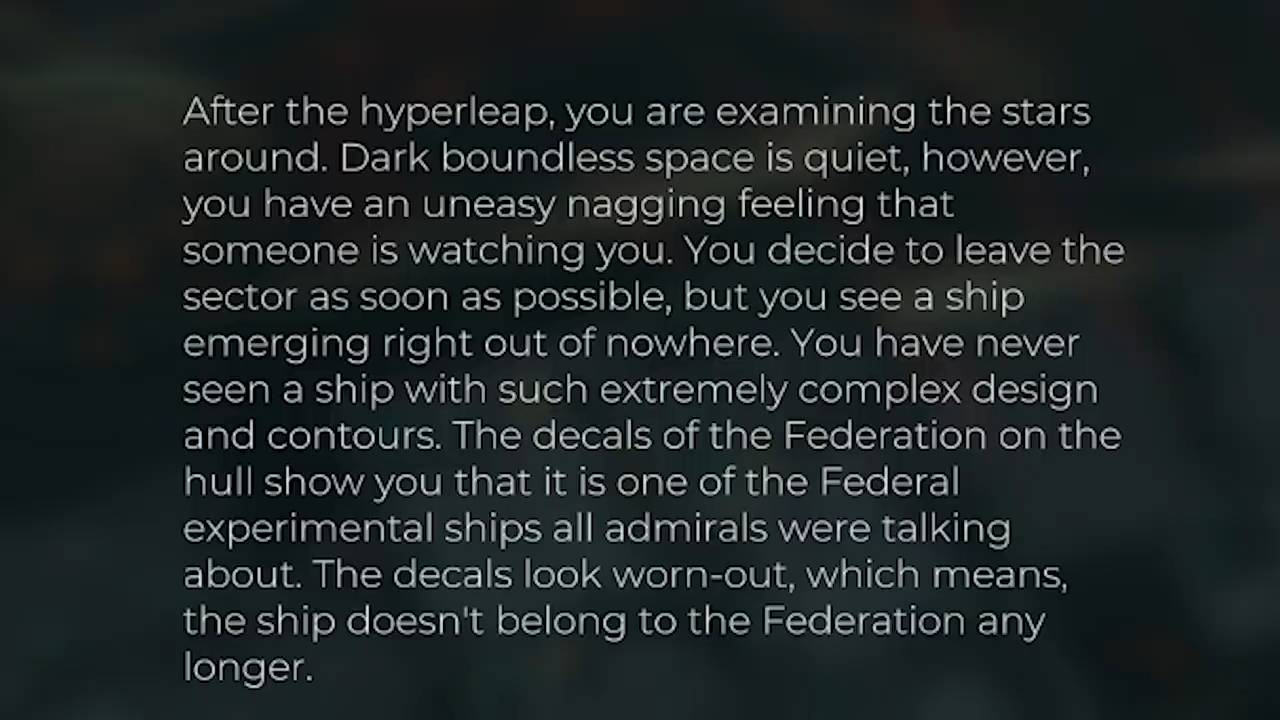 After the hyperleap, you are examining the stars
around. Dark boundless space is quiet, however,
you have an uneasy nagging feeling that
someone is watching you. You decide to leave the
sector as soon as possible, but you see a ship
emerging right out of nowhere. You have never
seen a ship with such extremely complex design
and contours. The decals of the Federation on the
hull show you that it is one of the Federal
experimental ships all admirals were talking
about. The decals look worn-out, which means,
the ship doesn't belong to the Federation any
longer.